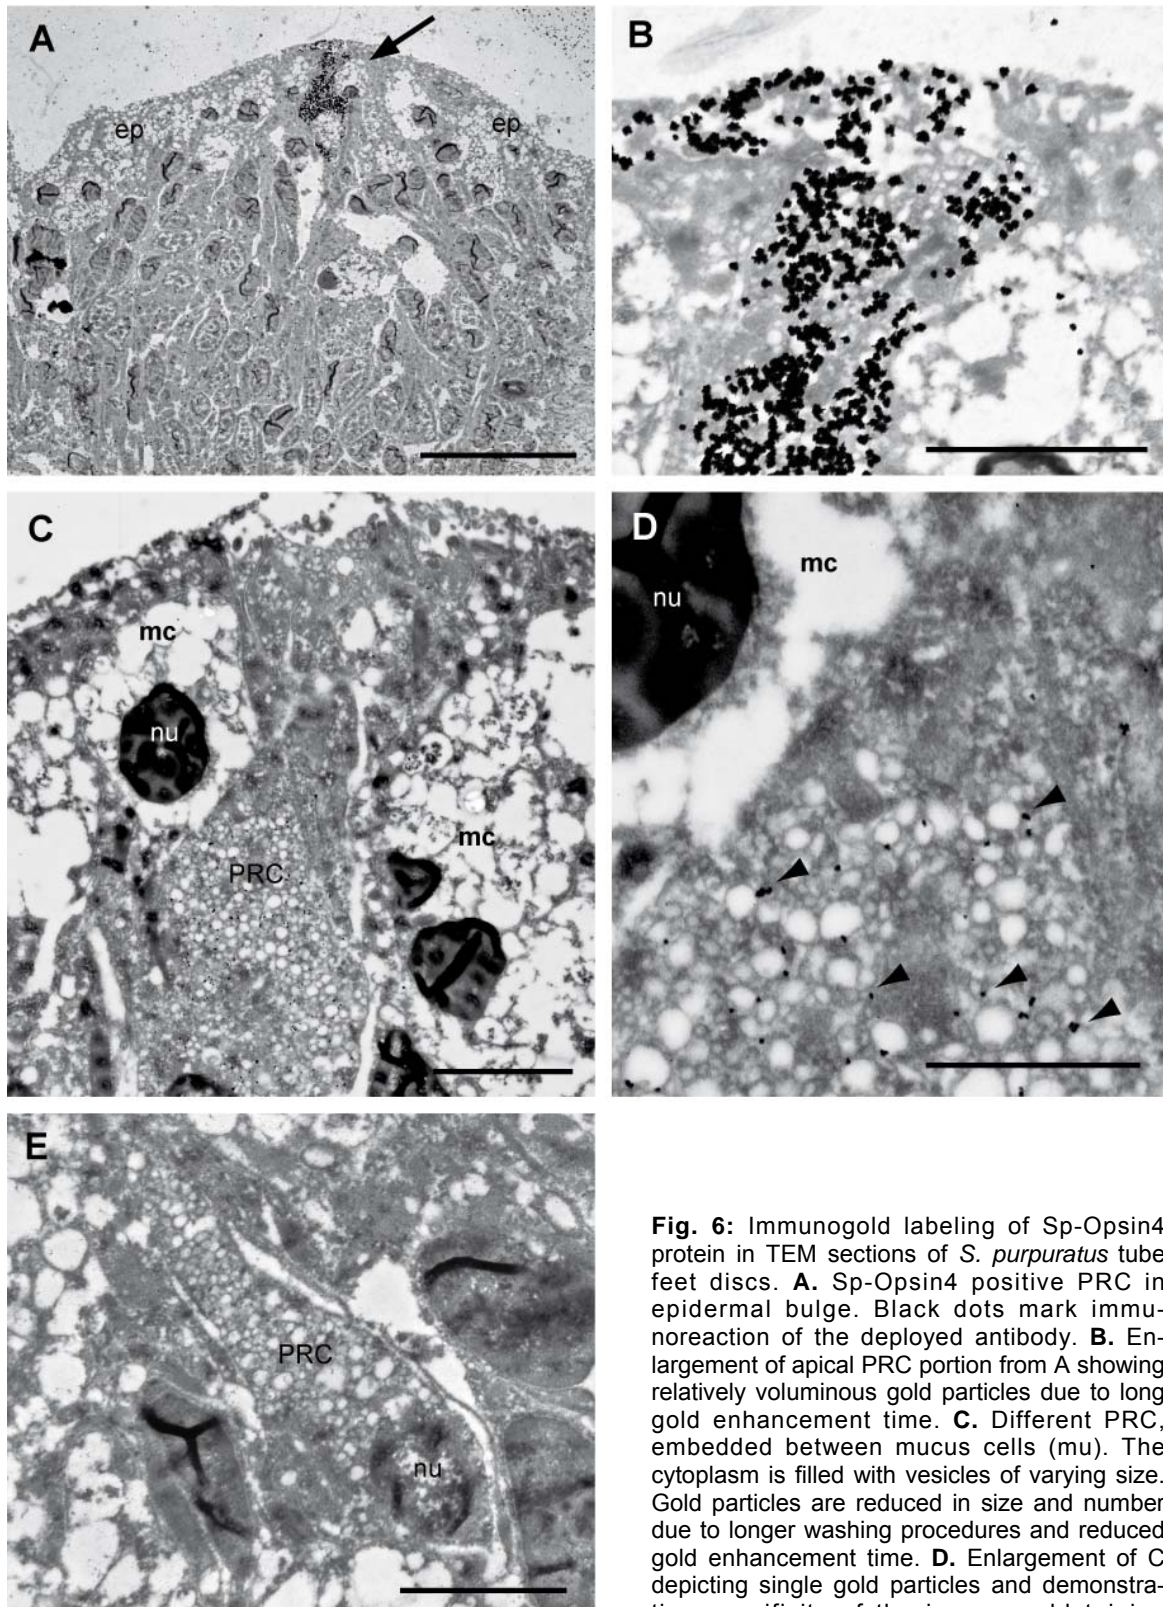 A
ep
ep
B
C
mc
nu
mc
PRC
D
mc
nu
E
PRC
nu
Fig. 6: Immunogold labeling of Sp-Opsin4
protein in TEM sections of S. purpuratus tube
feet discs. A. Sp-Opsin4 positive PRC in
epidermal bulge. Black dots mark immu-
noreaction of the deployed antibody. B. En-
largement of apical PRC portion from A showing
relatively voluminous gold particles due to long
gold enhancement time. C. Different PRC,
embedded between mucus cells (mu). The
cytoplasm is filled with vesicles of varying size.
Gold particles are reduced in size and number
due to longer washing procedures and reduced
gold enhancement time. D. Enlargement of C
depicting single gold particles and demonstra-